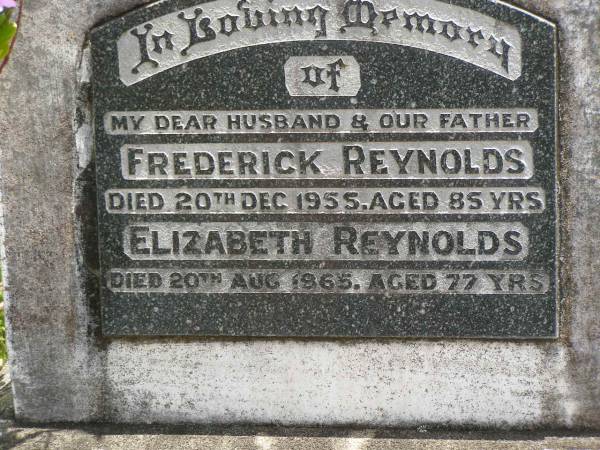 In Loving Memory
of
MY DEAR HUSBAND & OUR FATHER
FREDERICK REYNOLDS
DIED 20TH DEC 1955. AGED 85 YRS
ELIZABETH REYNOLDS
DIED 20TH AUG 1965. AGED 77 YRS